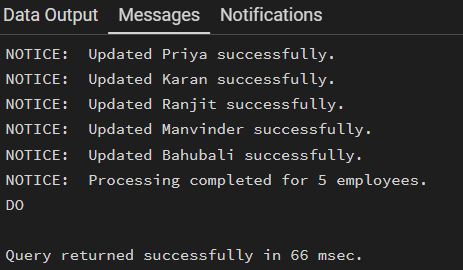 Data Output Messages Notifications
NOTICE:  Updated Priya successfully.
NOTICE:  Updated Karan successfully.
NOTICE:  Updated Ranjit successfully.
NOTICE:  Updated Manvinder successfully.
NOTICE:  Updated Bahubali successfully.
NOTICE:  Processing completed for 5 employees.
DO
Query returned successfully in 66 msec.